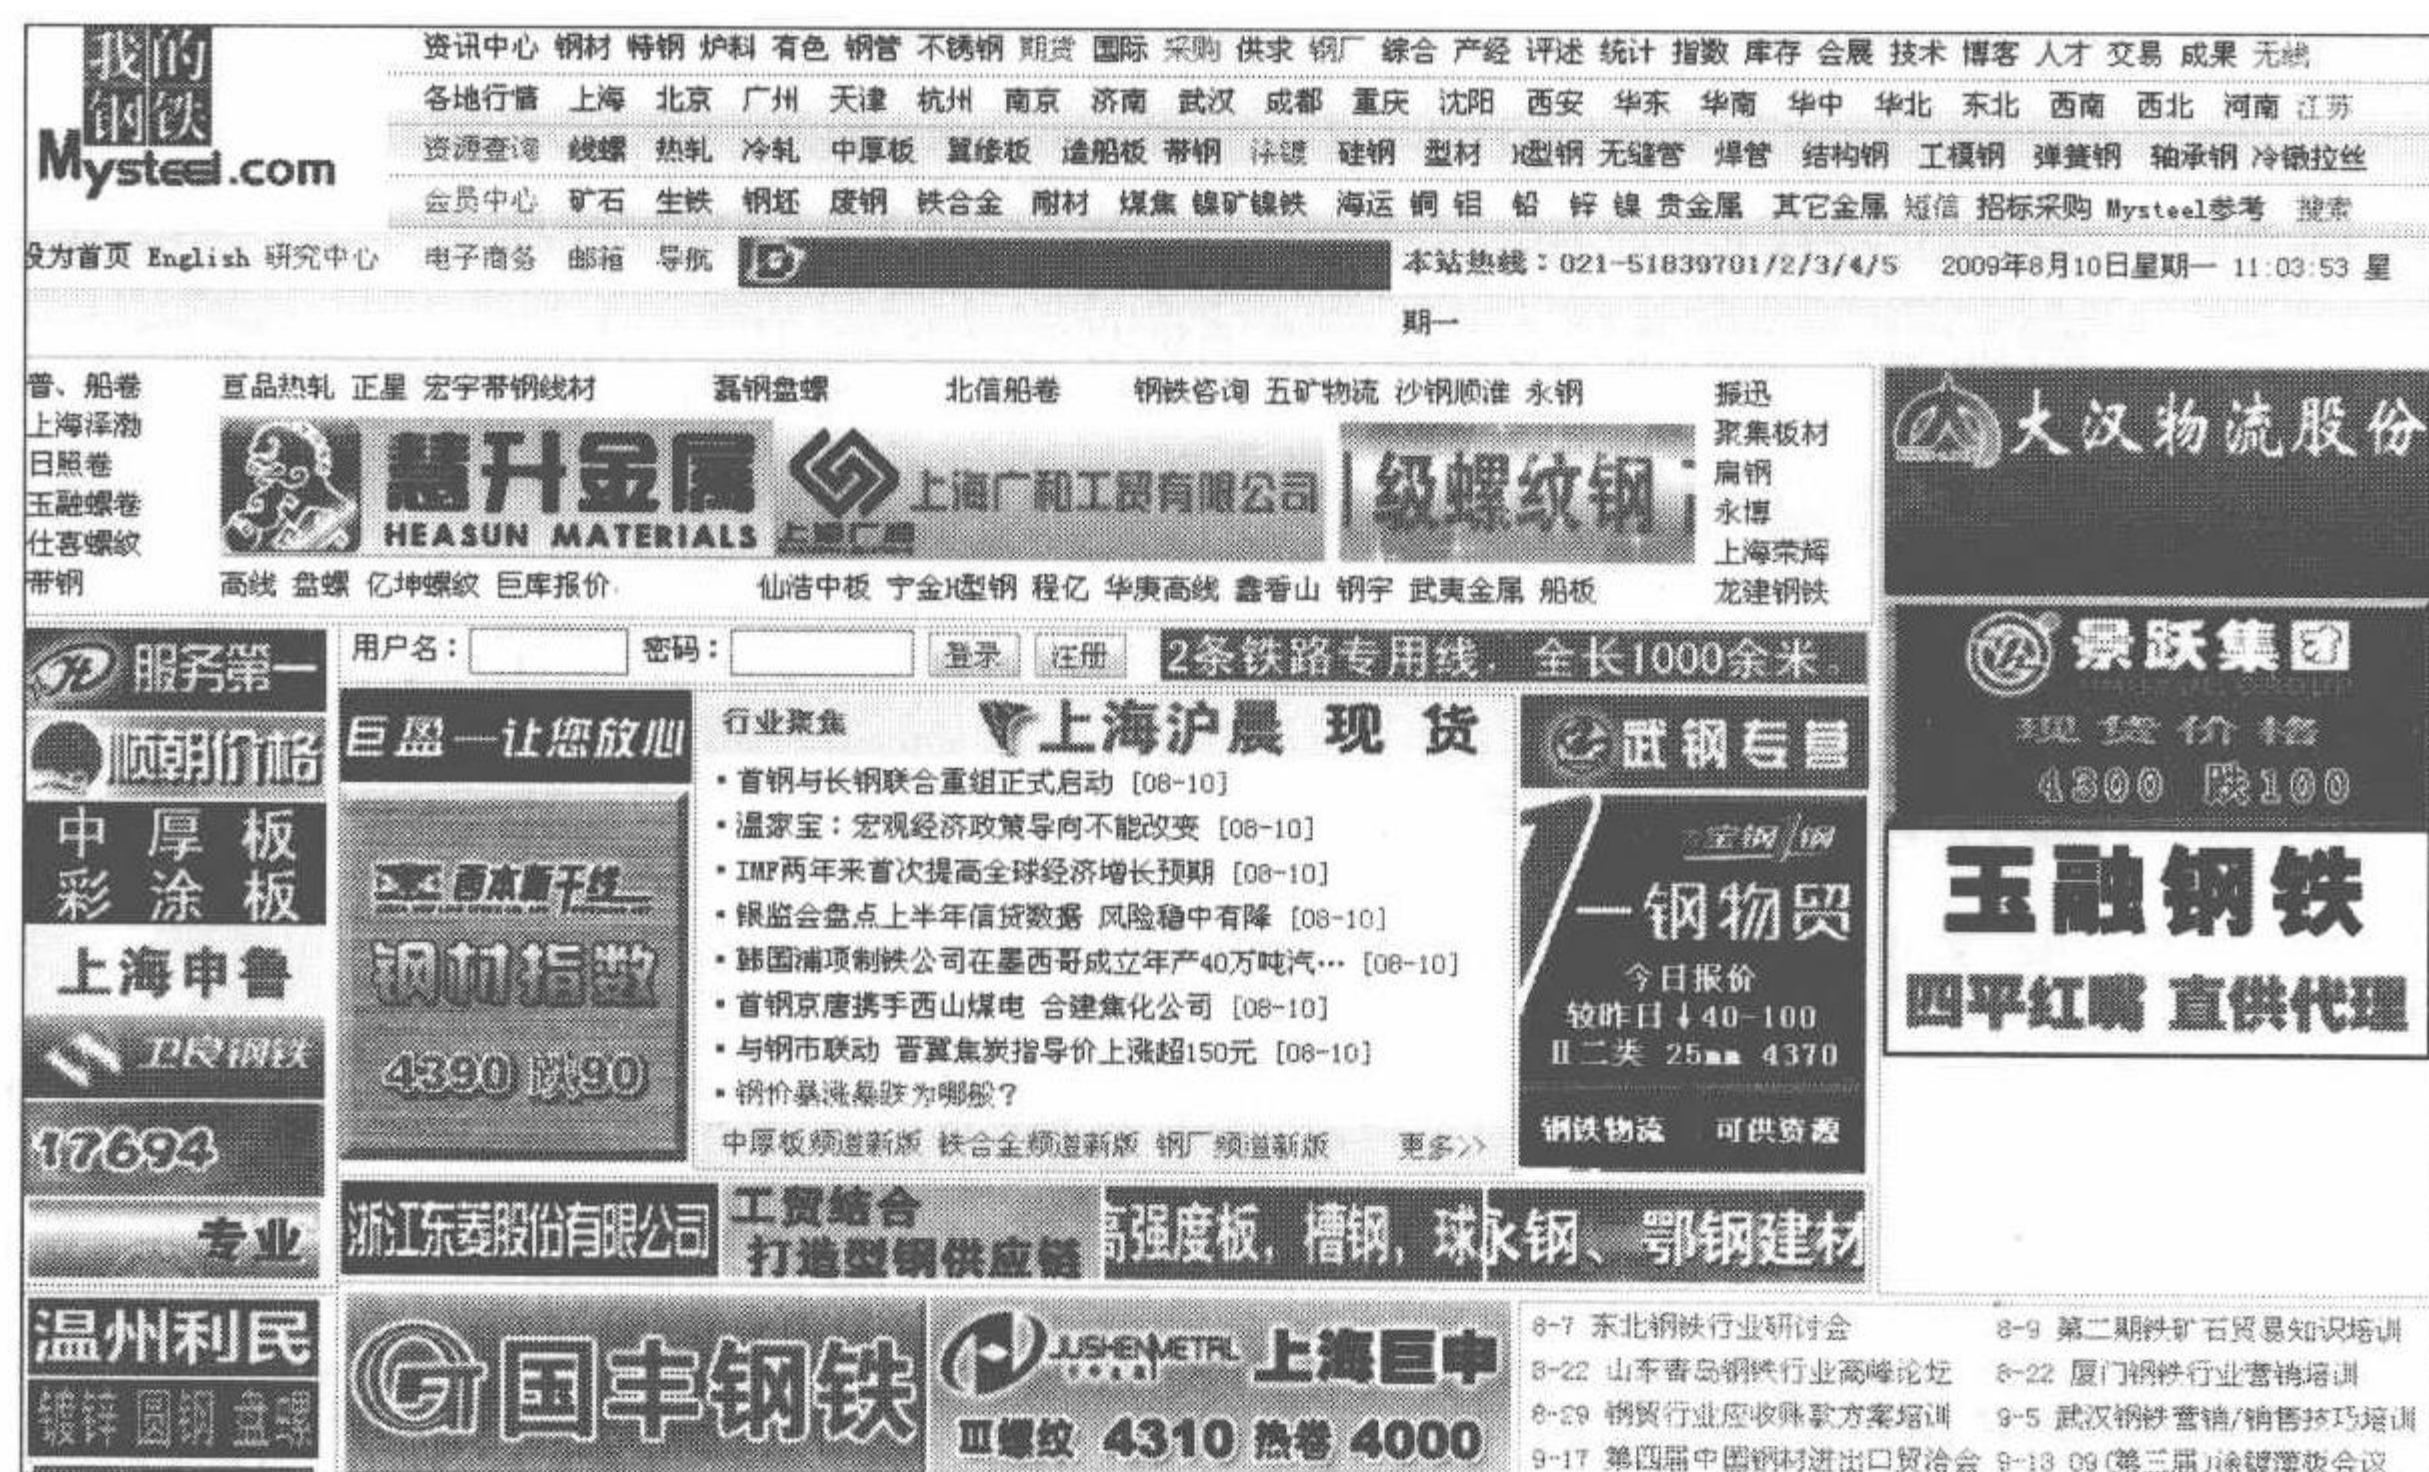 我的
钢铁
Mysteel.com
资讯中心 钢材 特钢 炉料 有色 钢管 不锈钢 期货 国际 采购 供求 钢厂 综合 产经 评述 统计 指数 库存 会展 技术 博客 人才 交易 成果 无线
各地行情 上海 北京 广州 天津 杭州 南京 济南 武汉 成都 重庆 沈阳 西安 华东 华南 华中 华北 东北 西南 西北 河南 江苏
资源查询 线螺 热轧 冷轧 中厚板 翼缘板 造船板 带钢 涂镀 硅钢 型材 H型钢 无缝管 焊管 结构钢 工模钢 弹簧钢 轴承钢 冷镦拉丝
会员中心 矿石 生铁 钢坯 废钢 铁合金 耐材 煤焦 镍矿镍铁 海运 铜 铝 铅 锌 镍 贵金属 其它金属 短信 招标采购 Mysteel参考 搜索
设为首页 English 研究中心 电子商务 邮箱 导航 本站热线：021-51839701/2/3/4/5 2009年8月10日星期一 11:03:53 星
期一
普、船卷 宣品热轧 正星 宏宇带钢线材 磊钢盘螺 北信船卷 钢铁咨询 五矿物流 沙钢顺淮 永钢 振迅
上海泽渤
日照卷
玉融螺卷
仕喜螺纹
带钢
慧升金属
HEASUN MATERIALS
上海广和工贸有限公司
级螺纹钢
聚集板材
扁钢
永博
上海荣辉
龙建钢铁
高线 盘螺 亿坤螺纹 巨库报价 仙浩中板 宁金H型钢 程亿 华庚高线 鑫香山 钢宇 武夷金属 船板
大汉物流股份
景跃集团
现货价格
4300 跌100
玉融钢铁
四平红嘴 直供代理
服务第一
顺朝价格
中厚板
彩涂板
上海申鲁
卫良钢铁
17694
专业
用户名： 密码： 登录 注册
2条铁路专用线，全长1000余米。
巨盈—让您放心
西本新干线
钢材指数
4390 跌90
行业聚焦
上海沪晨 现货
首钢与长钢联合重组正式启动 [08-10]
温家宝：宏观经济政策导向不能改变 [08-10]
IMF两年来首次提高全球经济增长预期 [08-10]
银监会盘点上半年信贷数据 风险稳中有降 [08-10]
韩国浦项制铁公司在墨西哥成立年产40万吨汽… [08-10]
首钢京唐携手西山煤电 合建焦化公司 [08-10]
与钢市联动 晋冀焦炭指导价上涨超150元 [08-10]
钢价暴涨暴跌为哪般？
中厚板频道新版 铁合金频道新版 钢厂频道新版 更多>>
武钢专营
宝钢/一钢
一钢物贸
今日报价
较昨日↓40-100
II二类 25mm 4370
钢铁物流 可供资源
浙江东菱股份有限公司
工贸结合
打造型钢供应链
高强度板，槽钢，球
永钢、鄂钢建材
温州利民
镀锌 圆钢 盘螺
国丰钢铁
JUSHENMETAL
上海巨申
III螺纹 4310 热卷 4000
8-7 东北钢铁行业研讨会 8-9 第二期铁矿石贸易知识培训
8-22 山东青岛钢铁行业高峰论坛 8-22 厦门钢铁行业营销培训
8-29 钢贸行业应收账款方案培训 9-5 武汉钢铁营销/销售技巧培训
9-17 第四届中国钢材进出口贸洽会 9-18 09(第三届)涂镀薄板会议